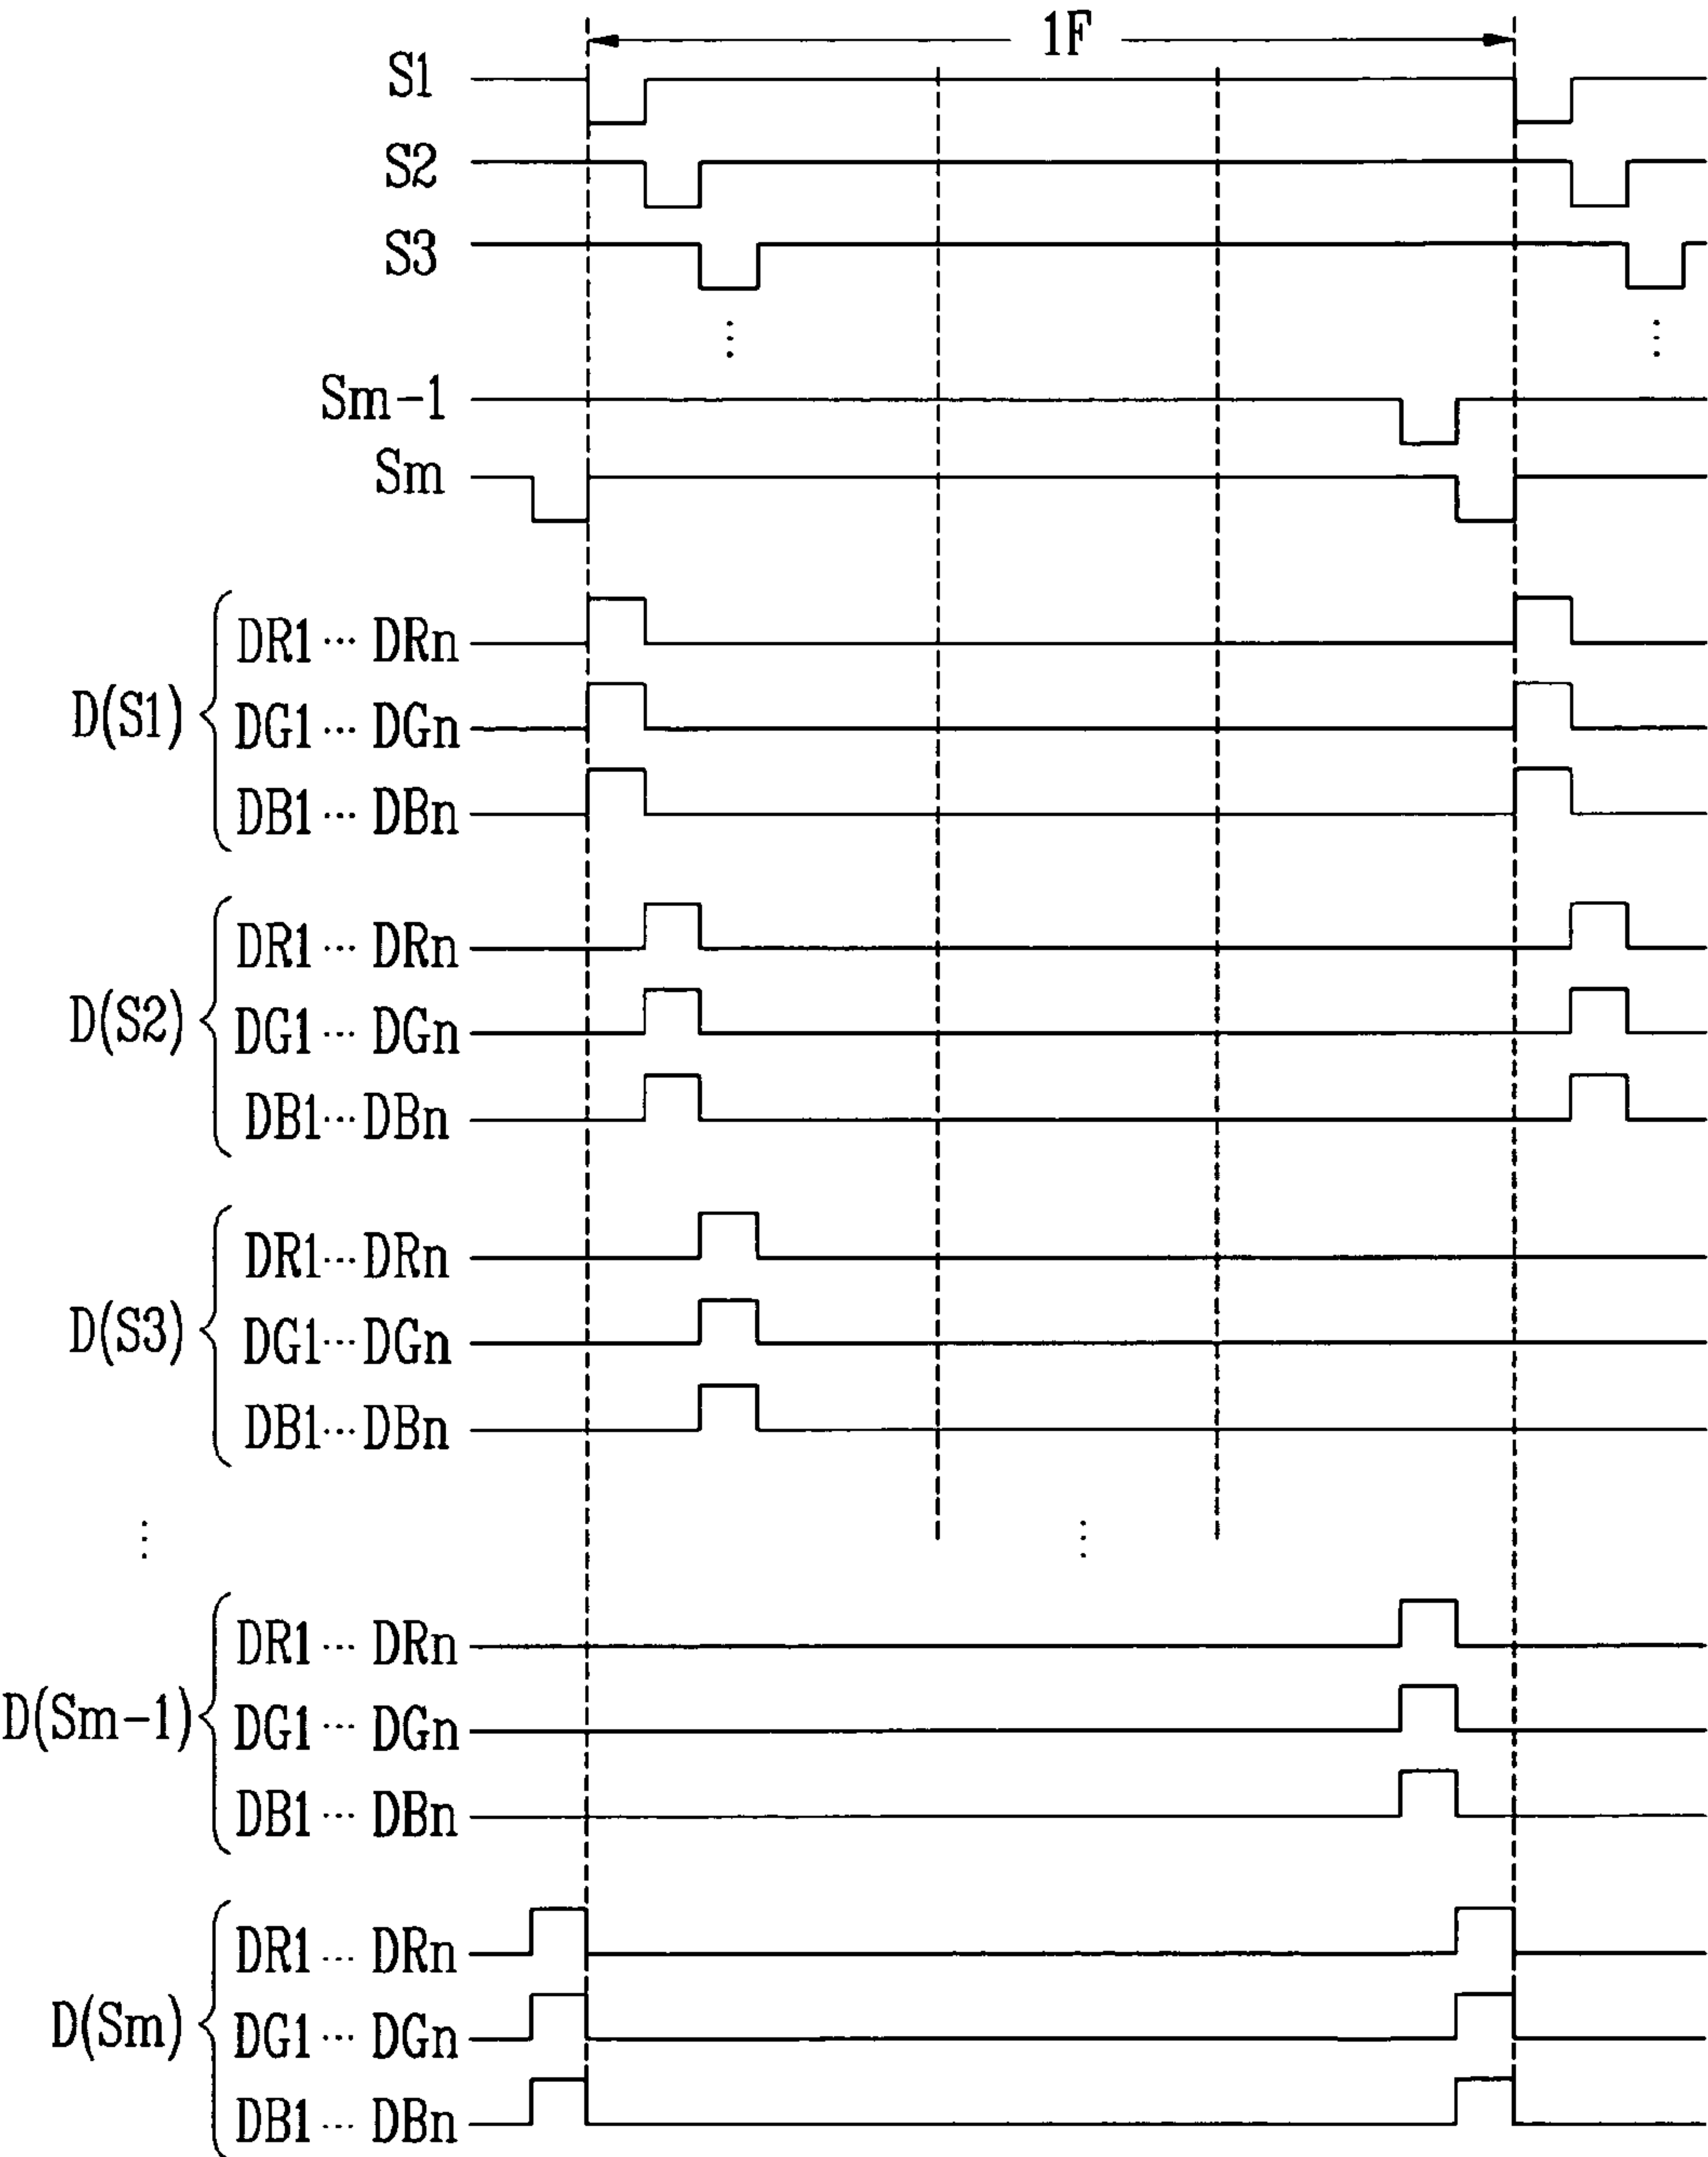 1F
S1
S2
S3
⋮ ⋮
Sm-1
Sm
D(S1)
DR1 ··· DRn
DG1 ··· DGn
DB1 ··· DBn
D(S2)
DR1 ··· DRn
DG1 ··· DGn
DB1···DBn
D(S3)
DR1···DRn
DG1···DGn
DB1···DBn
⋮ ⋮
D(Sm-1)
DR1 ··· DRn
DG1 ··· DGn
DB1 ··· DBn
D(Sm)
DR1 ··· DRn
DG1 ··· DGn
DB1 ··· DBn